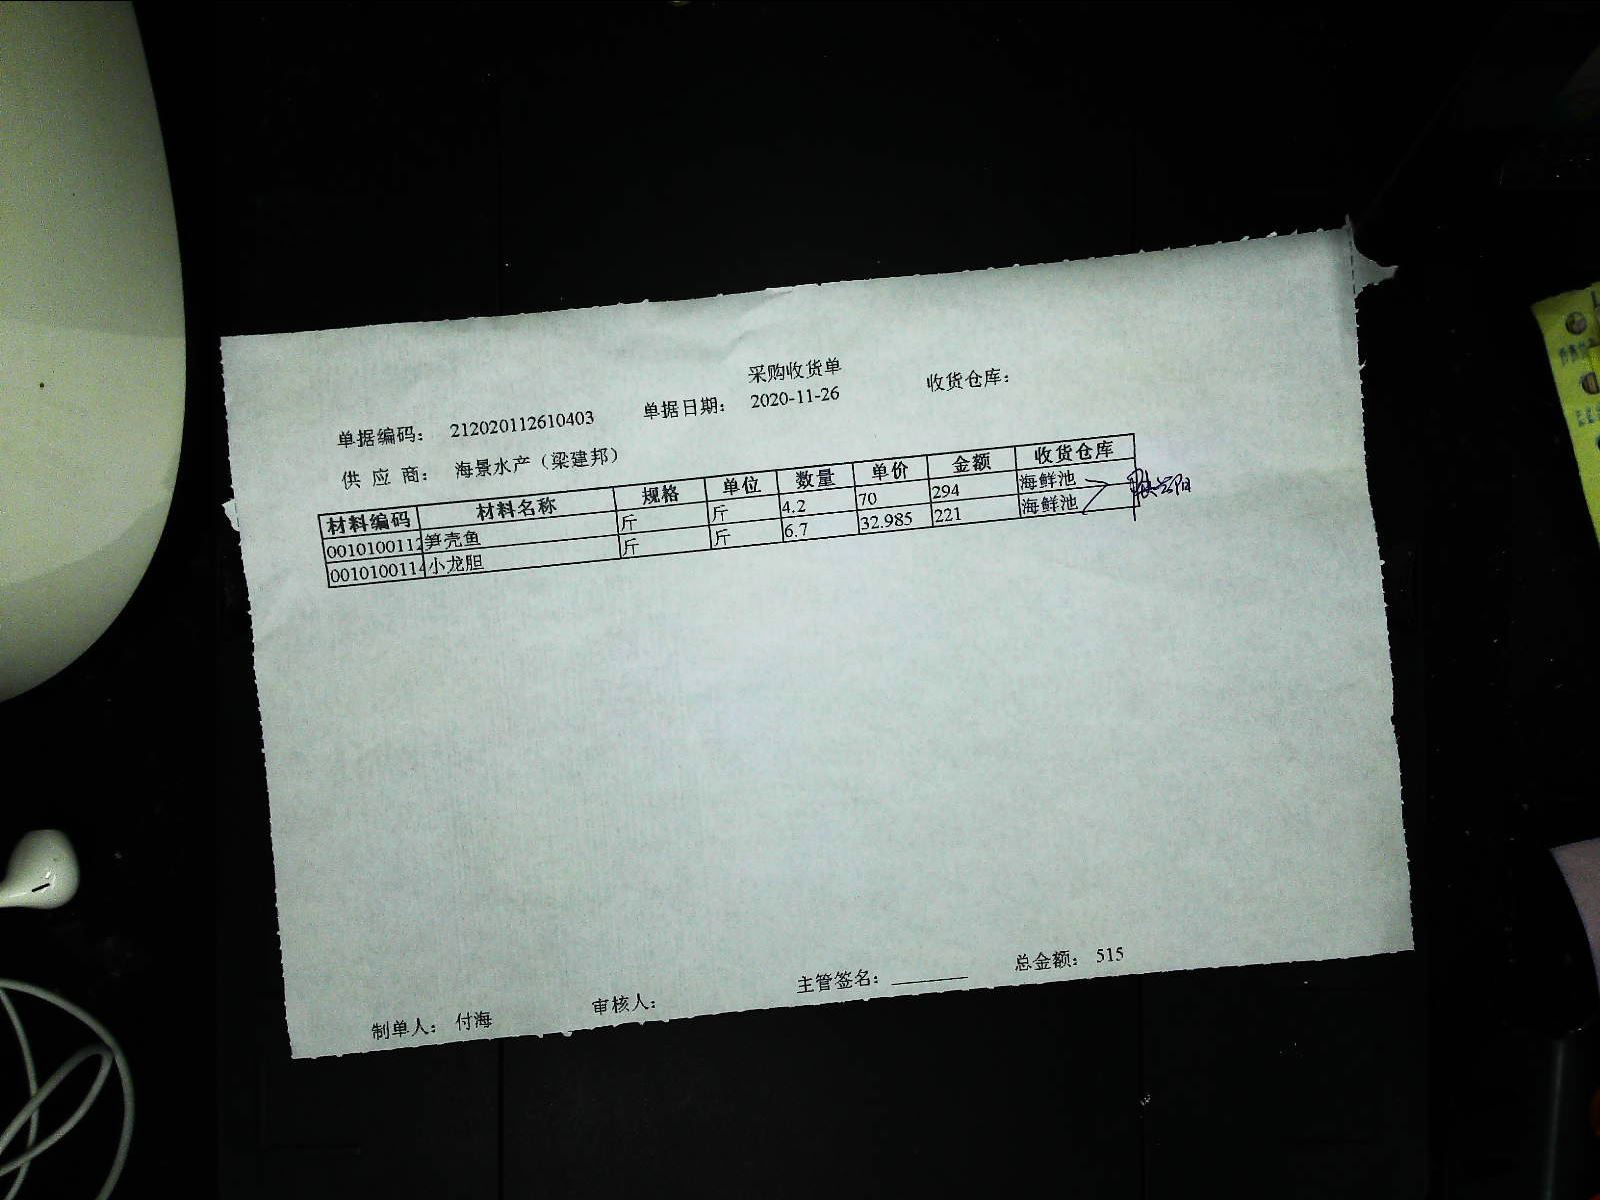 采购收货单
单据编码： 212020112610403 单据日期： 2020-11-26 收货仓库：
供 应 商： 海景水产（梁建邦）
材料编码 材料名称 规格 单位 数量 单价 金额 收货仓库
0010100112 笋壳鱼 斤 斤 4.2 70 294 海鲜池
0010100114 小龙胆 斤 斤 6.7 32.985 221 海鲜池
制单人： 付海 审核人： 主管签名： 总金额： 515